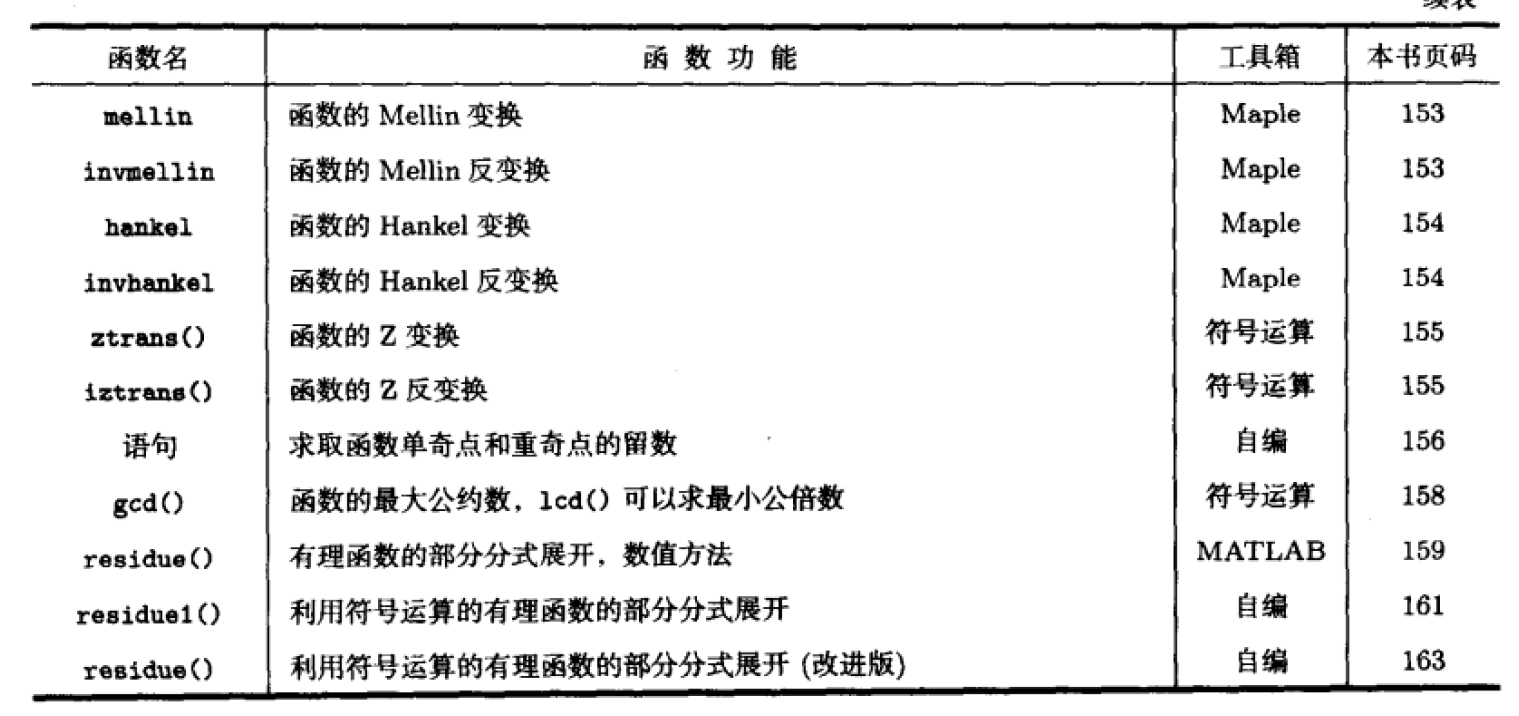 续表
函数名 函数功能 工具箱 本书页码
mellin 函数的 Mellin 变换 Maple 153
invmellin 函数的 Mellin 反变换 Maple 153
hankel 函数的 Hankel 变换 Maple 154
invhankel 函数的 Hankel 反变换 Maple 154
ztrans() 函数的 Z 变换 符号运算 155
iztrans() 函数的 Z 反变换 符号运算 155
语句 求取函数单奇点和重奇点的留数 自编 156
gcd() 函数的最大公约数, lcd() 可以求最小公倍数 符号运算 158
residue() 有理函数的部分分式展开, 数值方法 MATLAB 159
residue1() 利用符号运算的有理函数的部分分式展开 自编 161
residue() 利用符号运算的有理函数的部分分式展开 (改进版) 自编 163